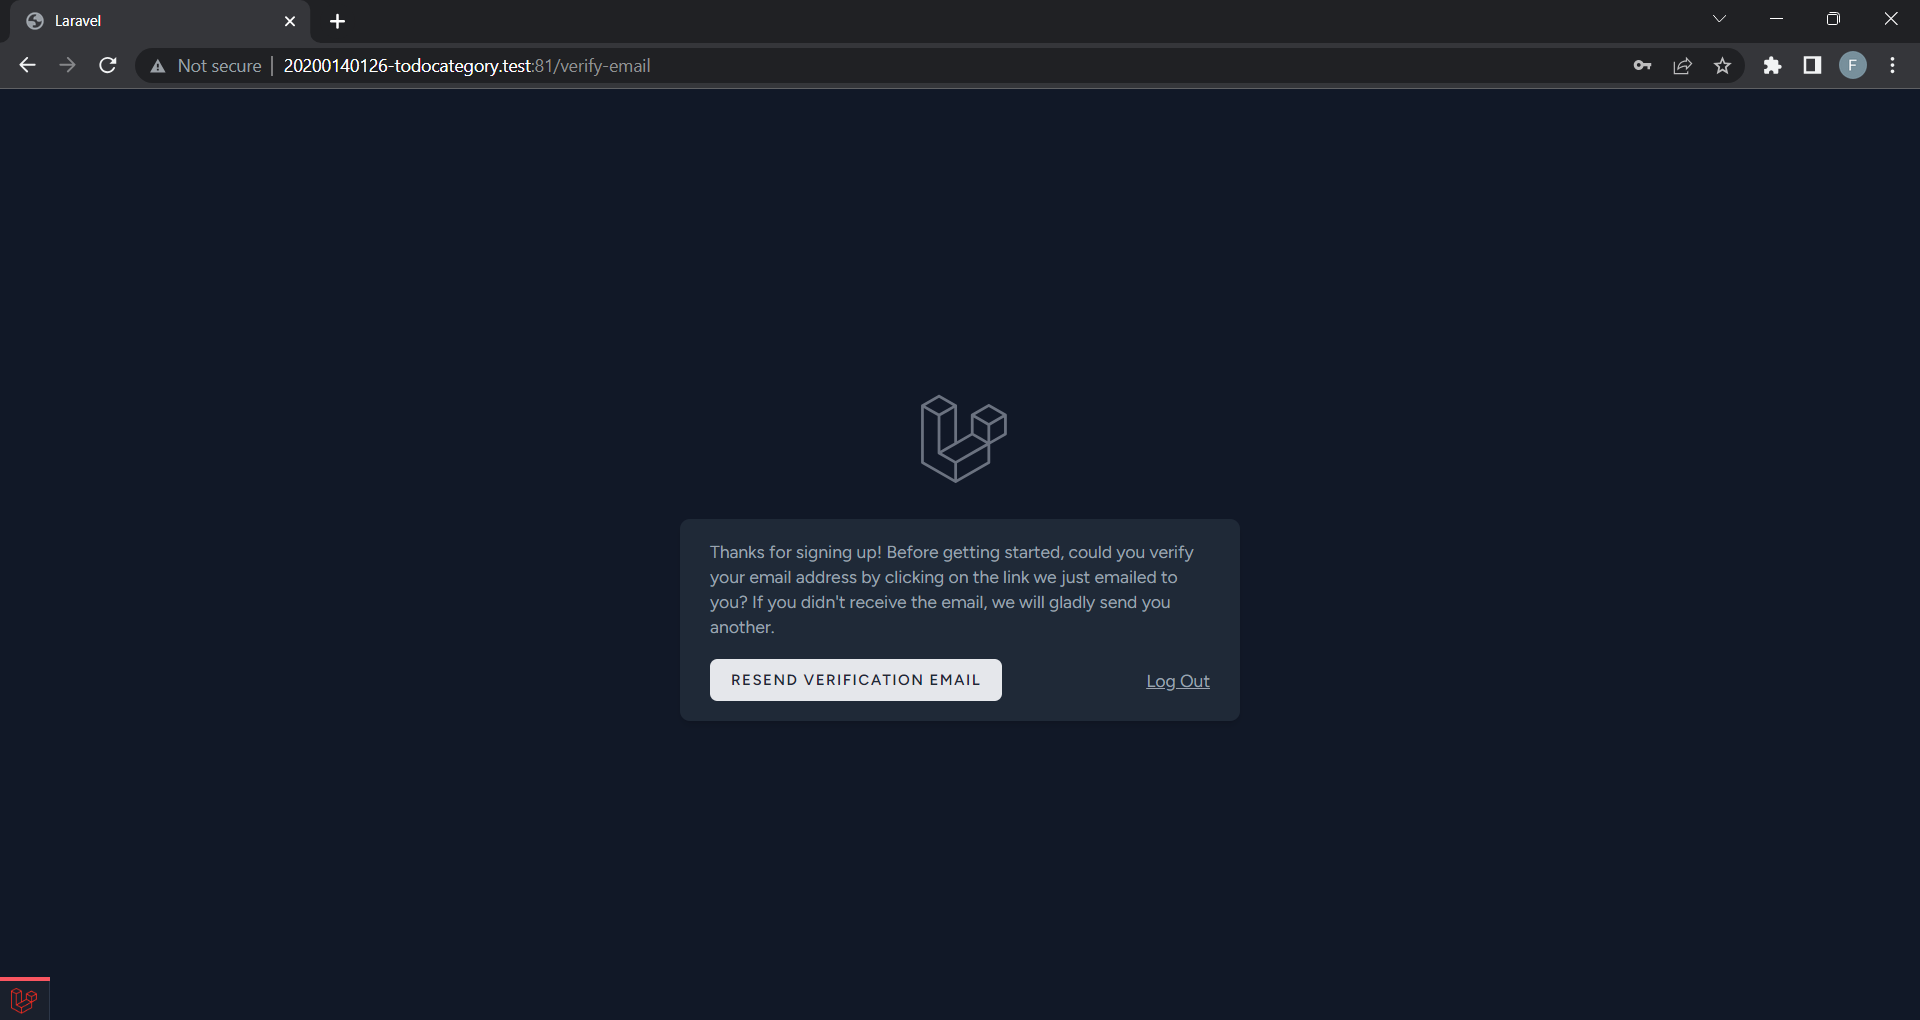 Laravel
Not secure | 20200140126-todocategory.test:81/verify-email
F
Thanks for signing up! Before getting started, could you verify
your email address by clicking on the link we just emailed to
you? If you didn't receive the email, we will gladly send you
another.
RESEND VERIFICATION EMAIL
Log Out